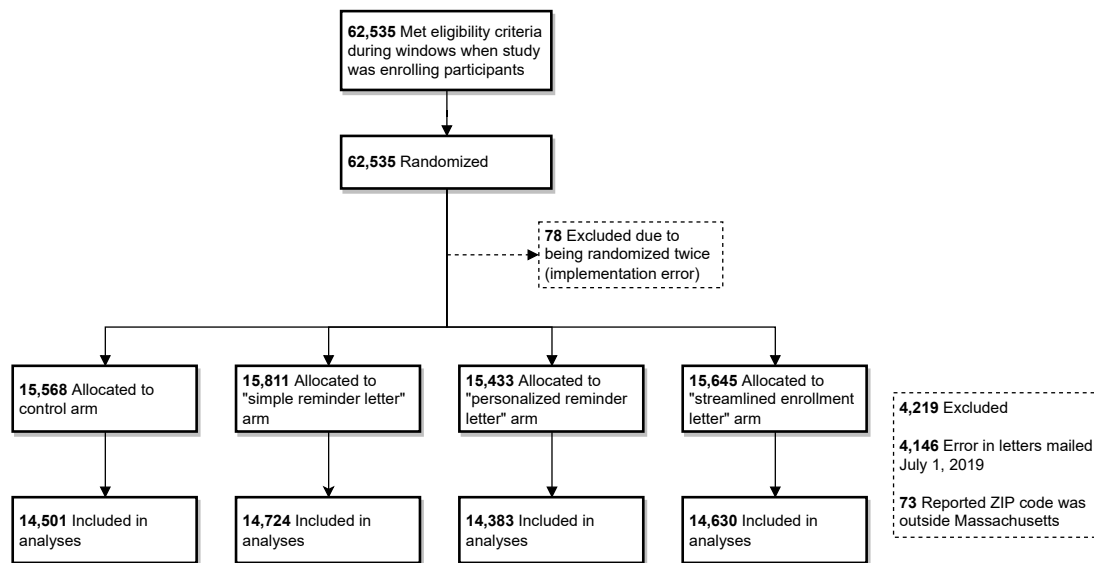 62,535 Met eligibility criteria
during windows when study
was enrolling participants
62,535 Randomized
78 Excluded due to
being randomized twice
(implementation error)
15,568 Allocated to
control arm
15,811 Allocated to
"simple reminder letter"
arm
15,433 Allocated to
"personalized reminder
letter" arm
15,645 Allocated to
"streamlined enrollment
letter" arm
4,219 Excluded
4,146 Error in letters mailed
July 1, 2019
73 Reported ZIP code was
outside Massachusetts
14,501 Included in
analyses
14,724 Included in
analyses
14,383 Included in
analyses
14,630 Included in
analyses